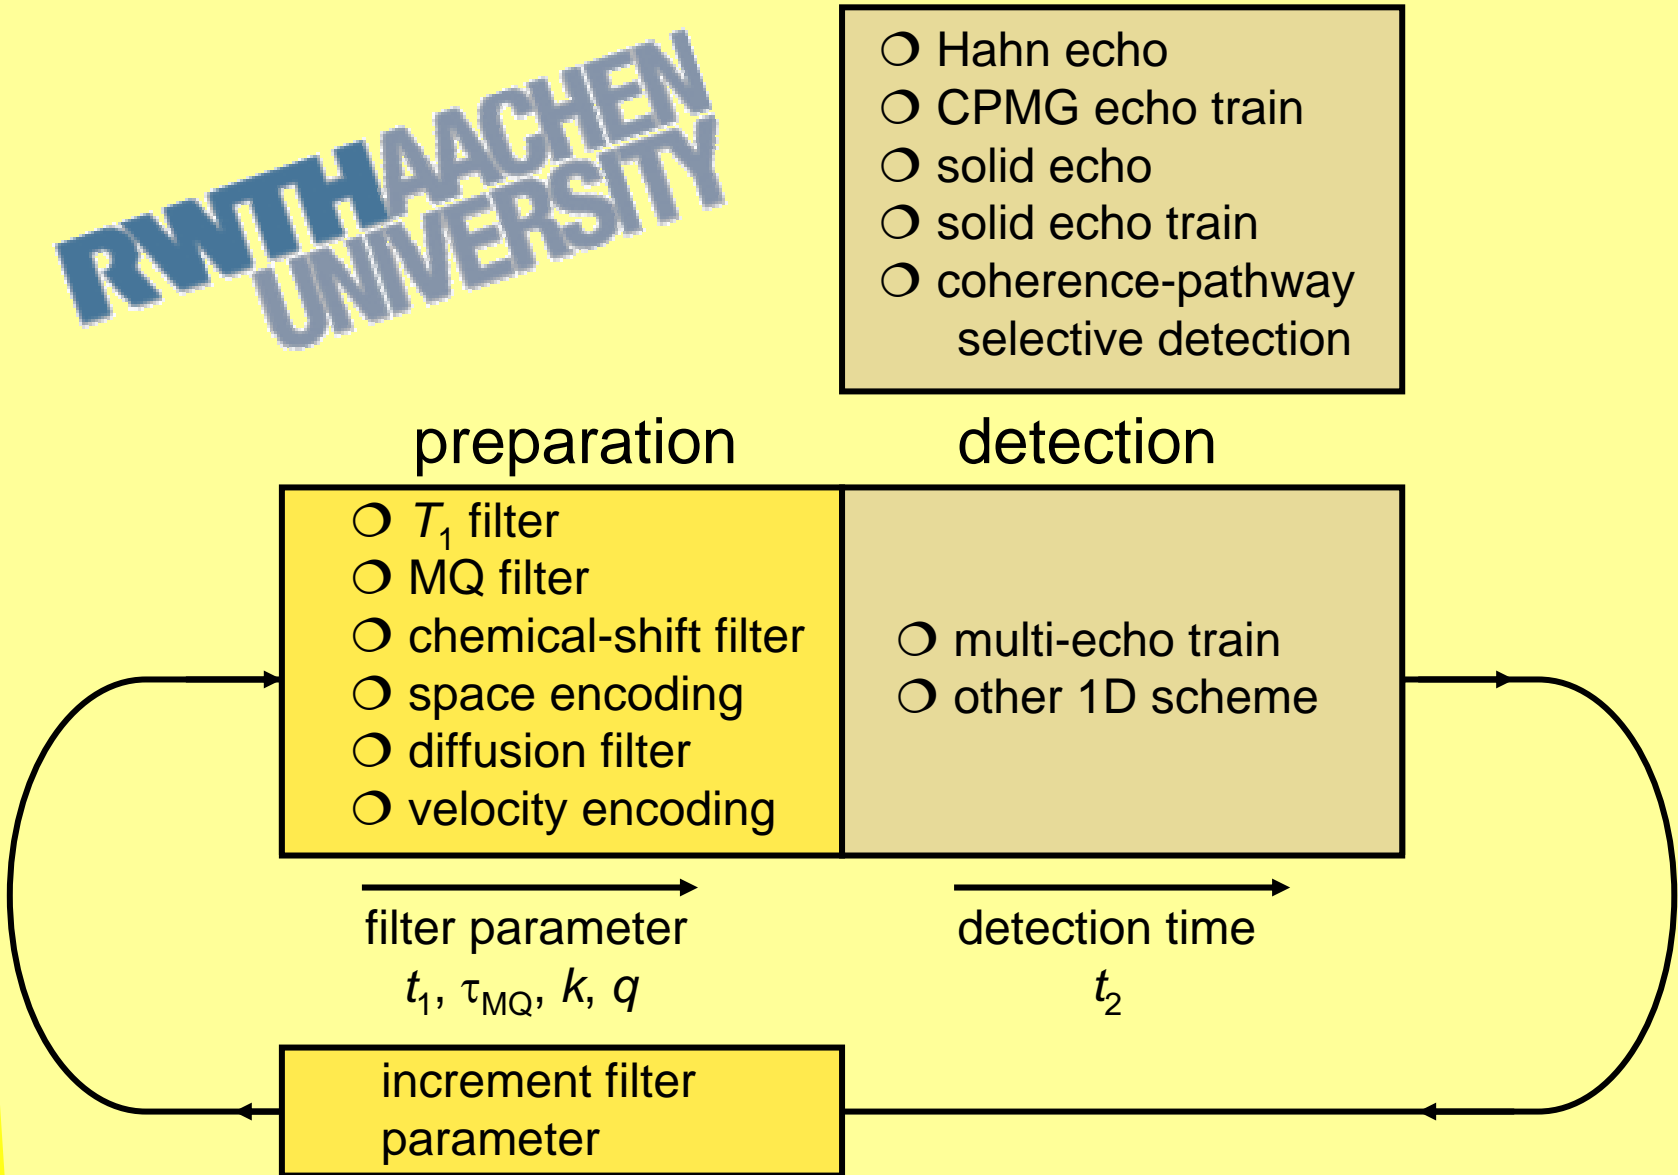 RWTHAACHEN
UNIVERSITY
❍ Hahn echo
❍ CPMG echo train
❍ solid echo
❍ solid echo train
❍ coherence-pathway
selective detection
preparation
detection
❍ T₁ filter
❍ MQ filter
❍ chemical-shift filter
❍ space encoding
❍ diffusion filter
❍ velocity encoding
❍ multi-echo train
❍ other 1D scheme
filter parameter
t₁, τMQ, k, q
detection time
t₂
increment filter
parameter